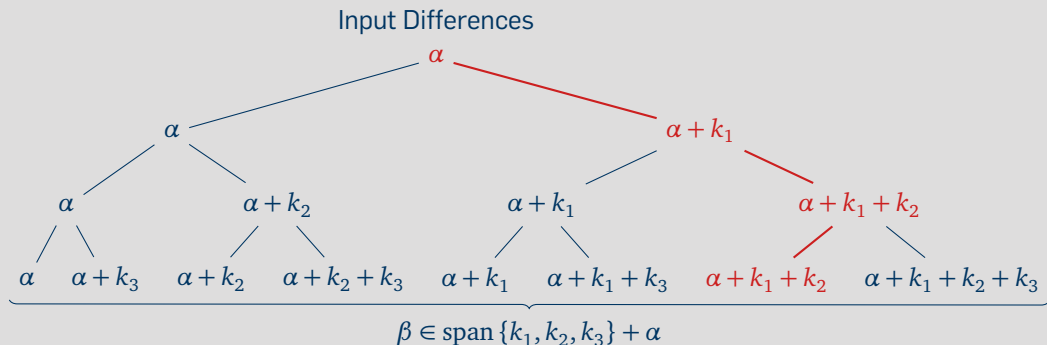 Input Differences
α
α α + k₁
α α + k₂ α + k₁ α + k₁ + k₂
α α + k₃ α + k₂ α + k₂ + k₃ α + k₁ α + k₁ + k₃ α + k₁ + k₂ α + k₁ + k₂ + k₃
β ∈ span {k₁, k₂, k₃} + α